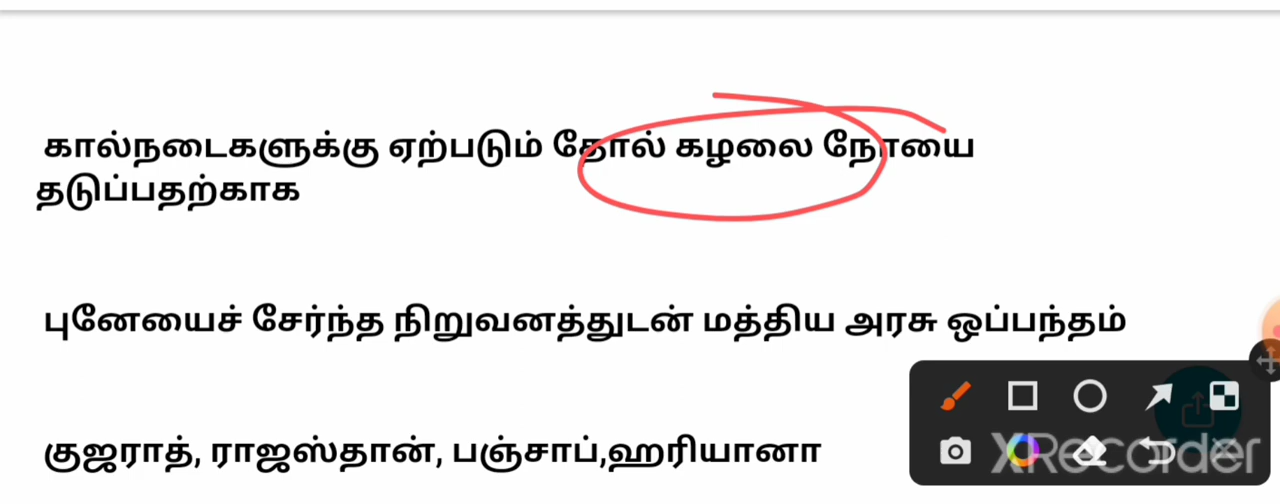 கால்நடைகளுக்கு ஏற்படும் தோல் கழலை நோயை
தடுப்பதற்காக
புனேயைச் சேர்ந்த நிறுவனத்துடன் மத்திய அரசு ஒப்பந்தம்
குஜராத், ராஜஸ்தான், பஞ்சாப்,ஹரியானா
XRecorder